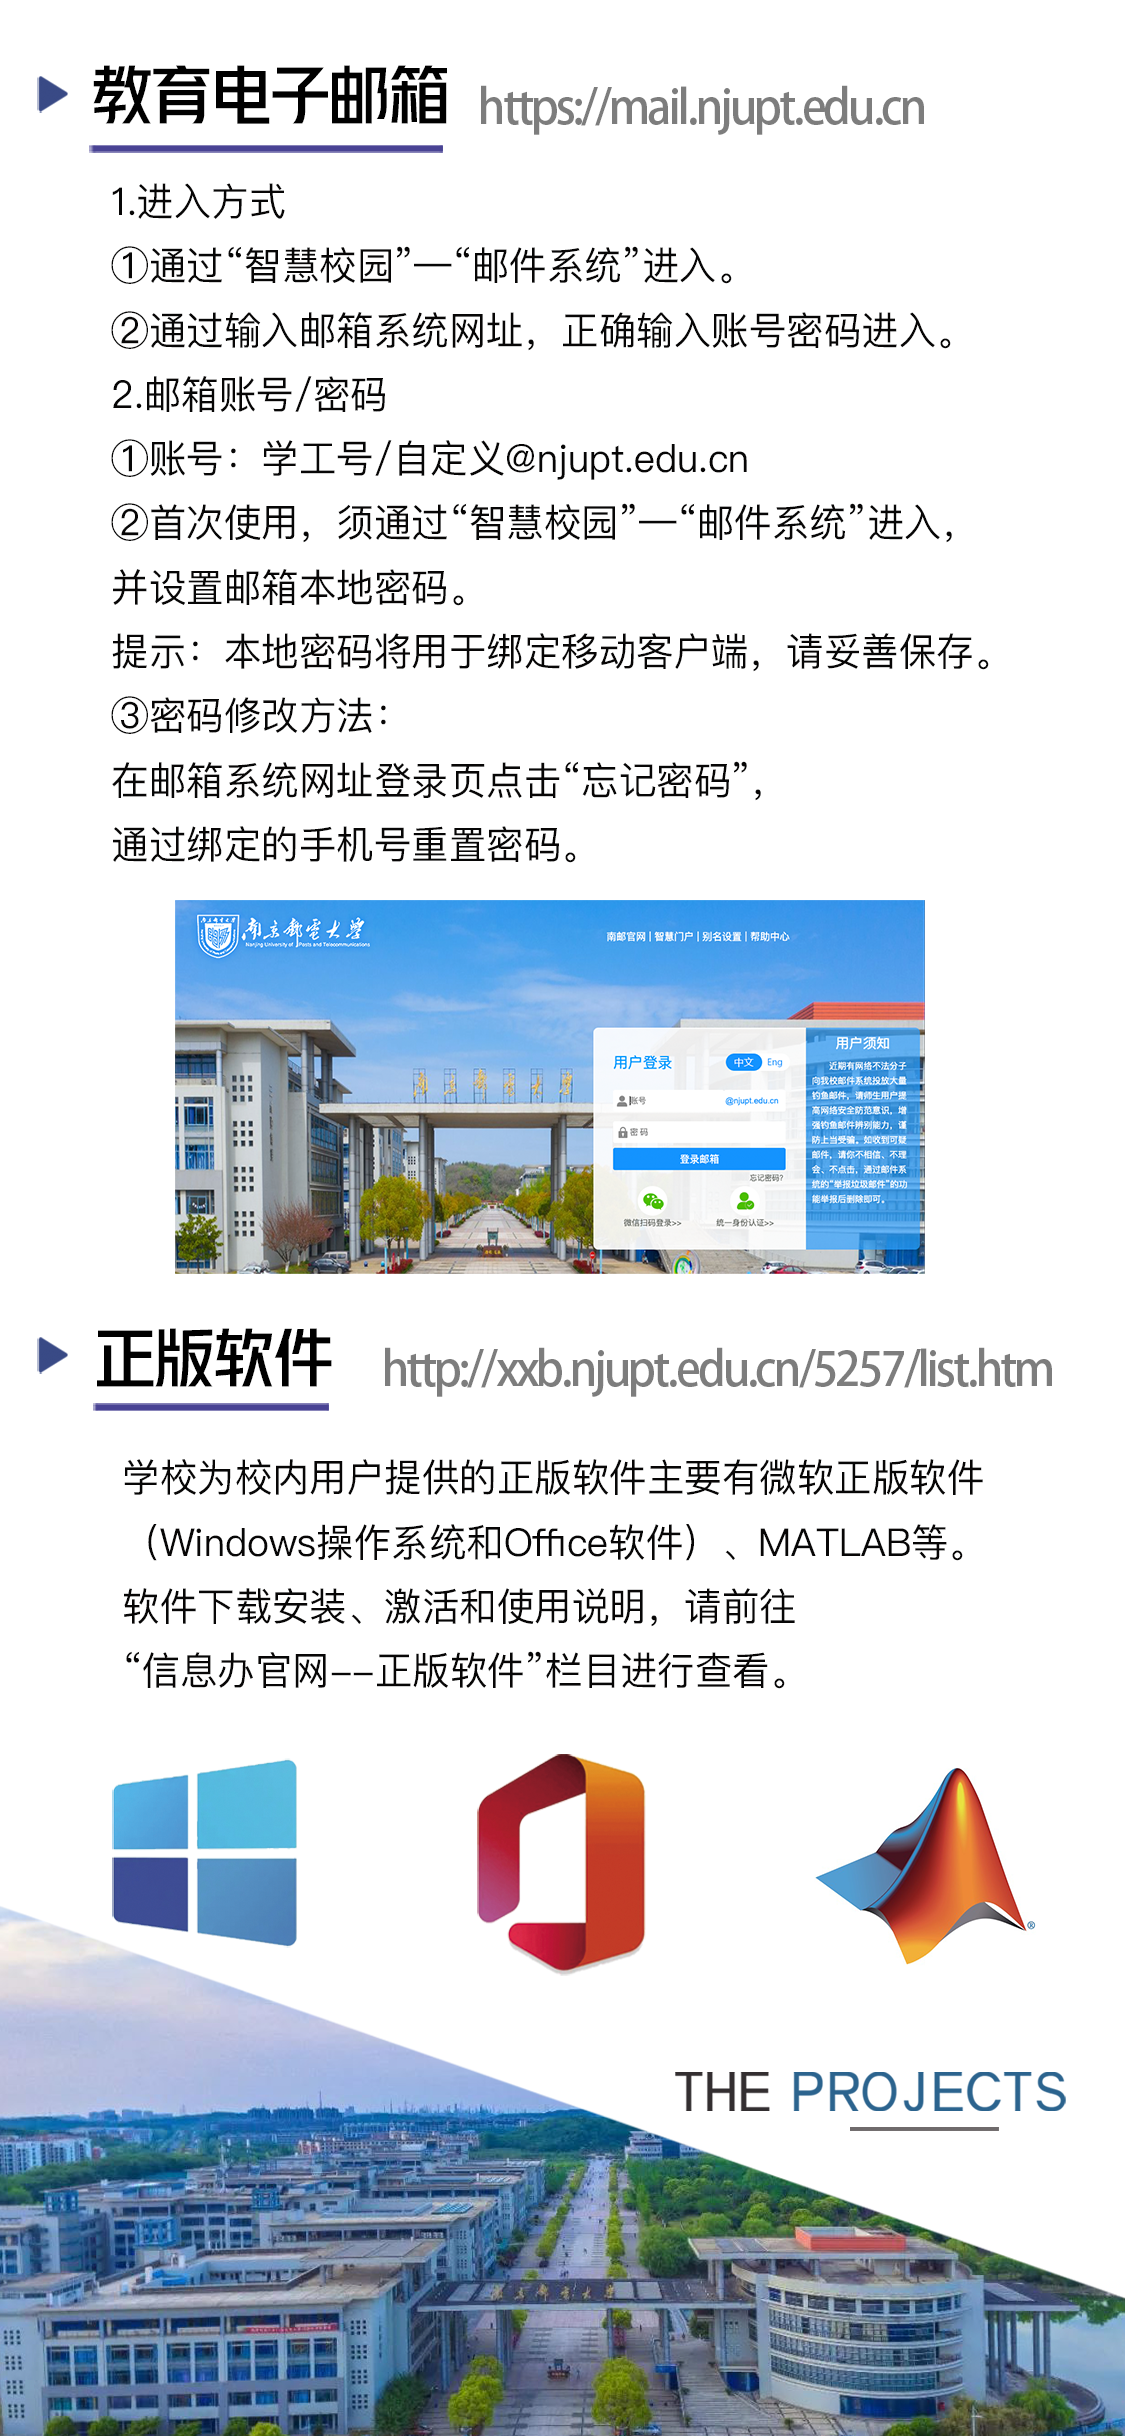 教育电子邮箱 https://mail.njupt.edu.cn
1.进入方式
①通过“智慧校园”—“邮件系统”进入。
②通过输入邮箱系统网址，正确输入账号密码进入。
2.邮箱账号/密码
①账号：学工号/自定义@njupt.edu.cn
②首次使用，须通过“智慧校园”—“邮件系统”进入，
并设置邮箱本地密码。
提示：本地密码将用于绑定移动客户端，请妥善保存。
③密码修改方法：
在邮箱系统网址登录页点击“忘记密码”，
通过绑定的手机号重置密码。
南京邮电大学
Nanjing University of Posts and Telecommunications
南邮官网 | 智慧门户 | 别名设置 | 帮助中心
南京邮电大学
用户登录 中文 Eng
账号 @njupt.edu.cn
密码
登录邮箱
忘记密码?
微信扫码登录>> 统一身份认证>>
用户须知
近期有网络不法分子
向我校邮件系统投放大量
钓鱼邮件，请师生用户提
高网络安全防范意识，增
强钓鱼邮件辨别能力，谨
防上当受骗。如收到可疑
邮件，请你不相信、不理
会、不点击，通过邮件系
统的“举报垃圾邮件”的功
能举报后删除即可。
正版软件 http://xxb.njupt.edu.cn/5257/list.htm
学校为校内用户提供的正版软件主要有微软正版软件
（Windows操作系统和Office软件）、MATLAB等。
软件下载安装、激活和使用说明，请前往
“信息办官网--正版软件”栏目进行查看。
®
THE PROJECTS
南京邮电大学